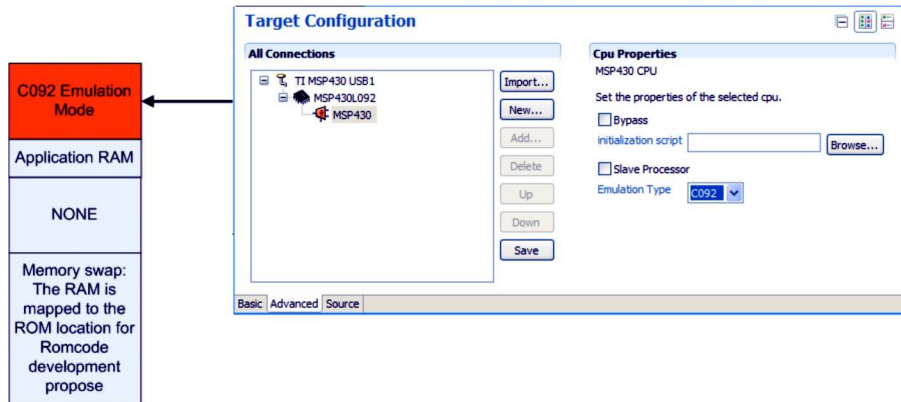 Target Configuration
All Connections
TI MSP430 USB1
MSP430L092
MSP430
Import...
New...
Add...
Delete
Up
Down
Save
Cpu Properties
MSP430 CPU
Set the properties of the selected cpu.
Bypass
initialization script
Browse...
Slave Processor
Emulation Type
C092
Basic
Advanced
Source
C092 Emulation
Mode
Application RAM
NONE
Memory swap:
The RAM is
mapped to the
ROM location for
Romcode
development
propose